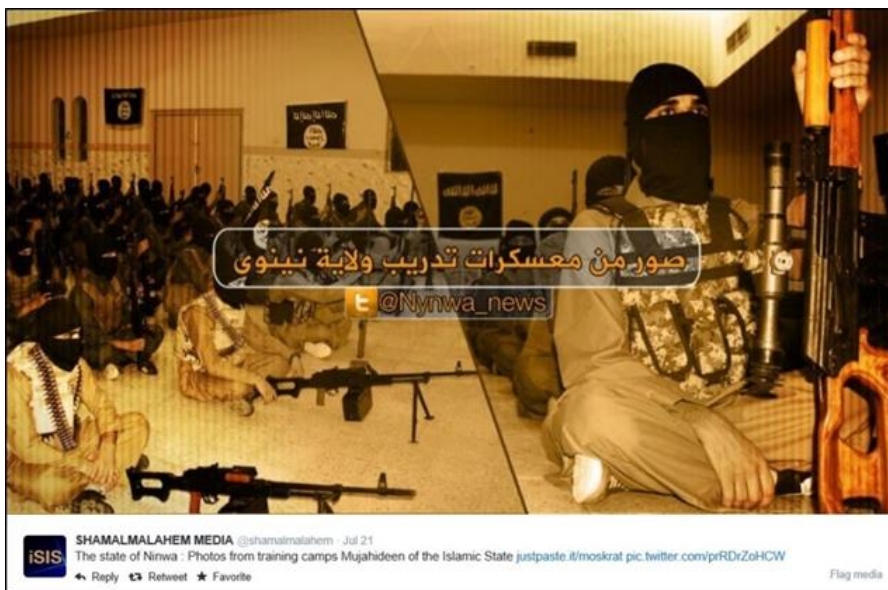 صور من معسكرات تدريب ولاية نينوى
@Nynwa_news
iSIS
SHAMALMALAHEM MEDIA @shamalmalahem · Jul 21
The state of Ninwa : Photos from training camps Mujahideen of the Islamic State justpaste.it/moskrat pic.twitter.com/prRDrZoHCW
Reply Retweet Favorite
Flag media